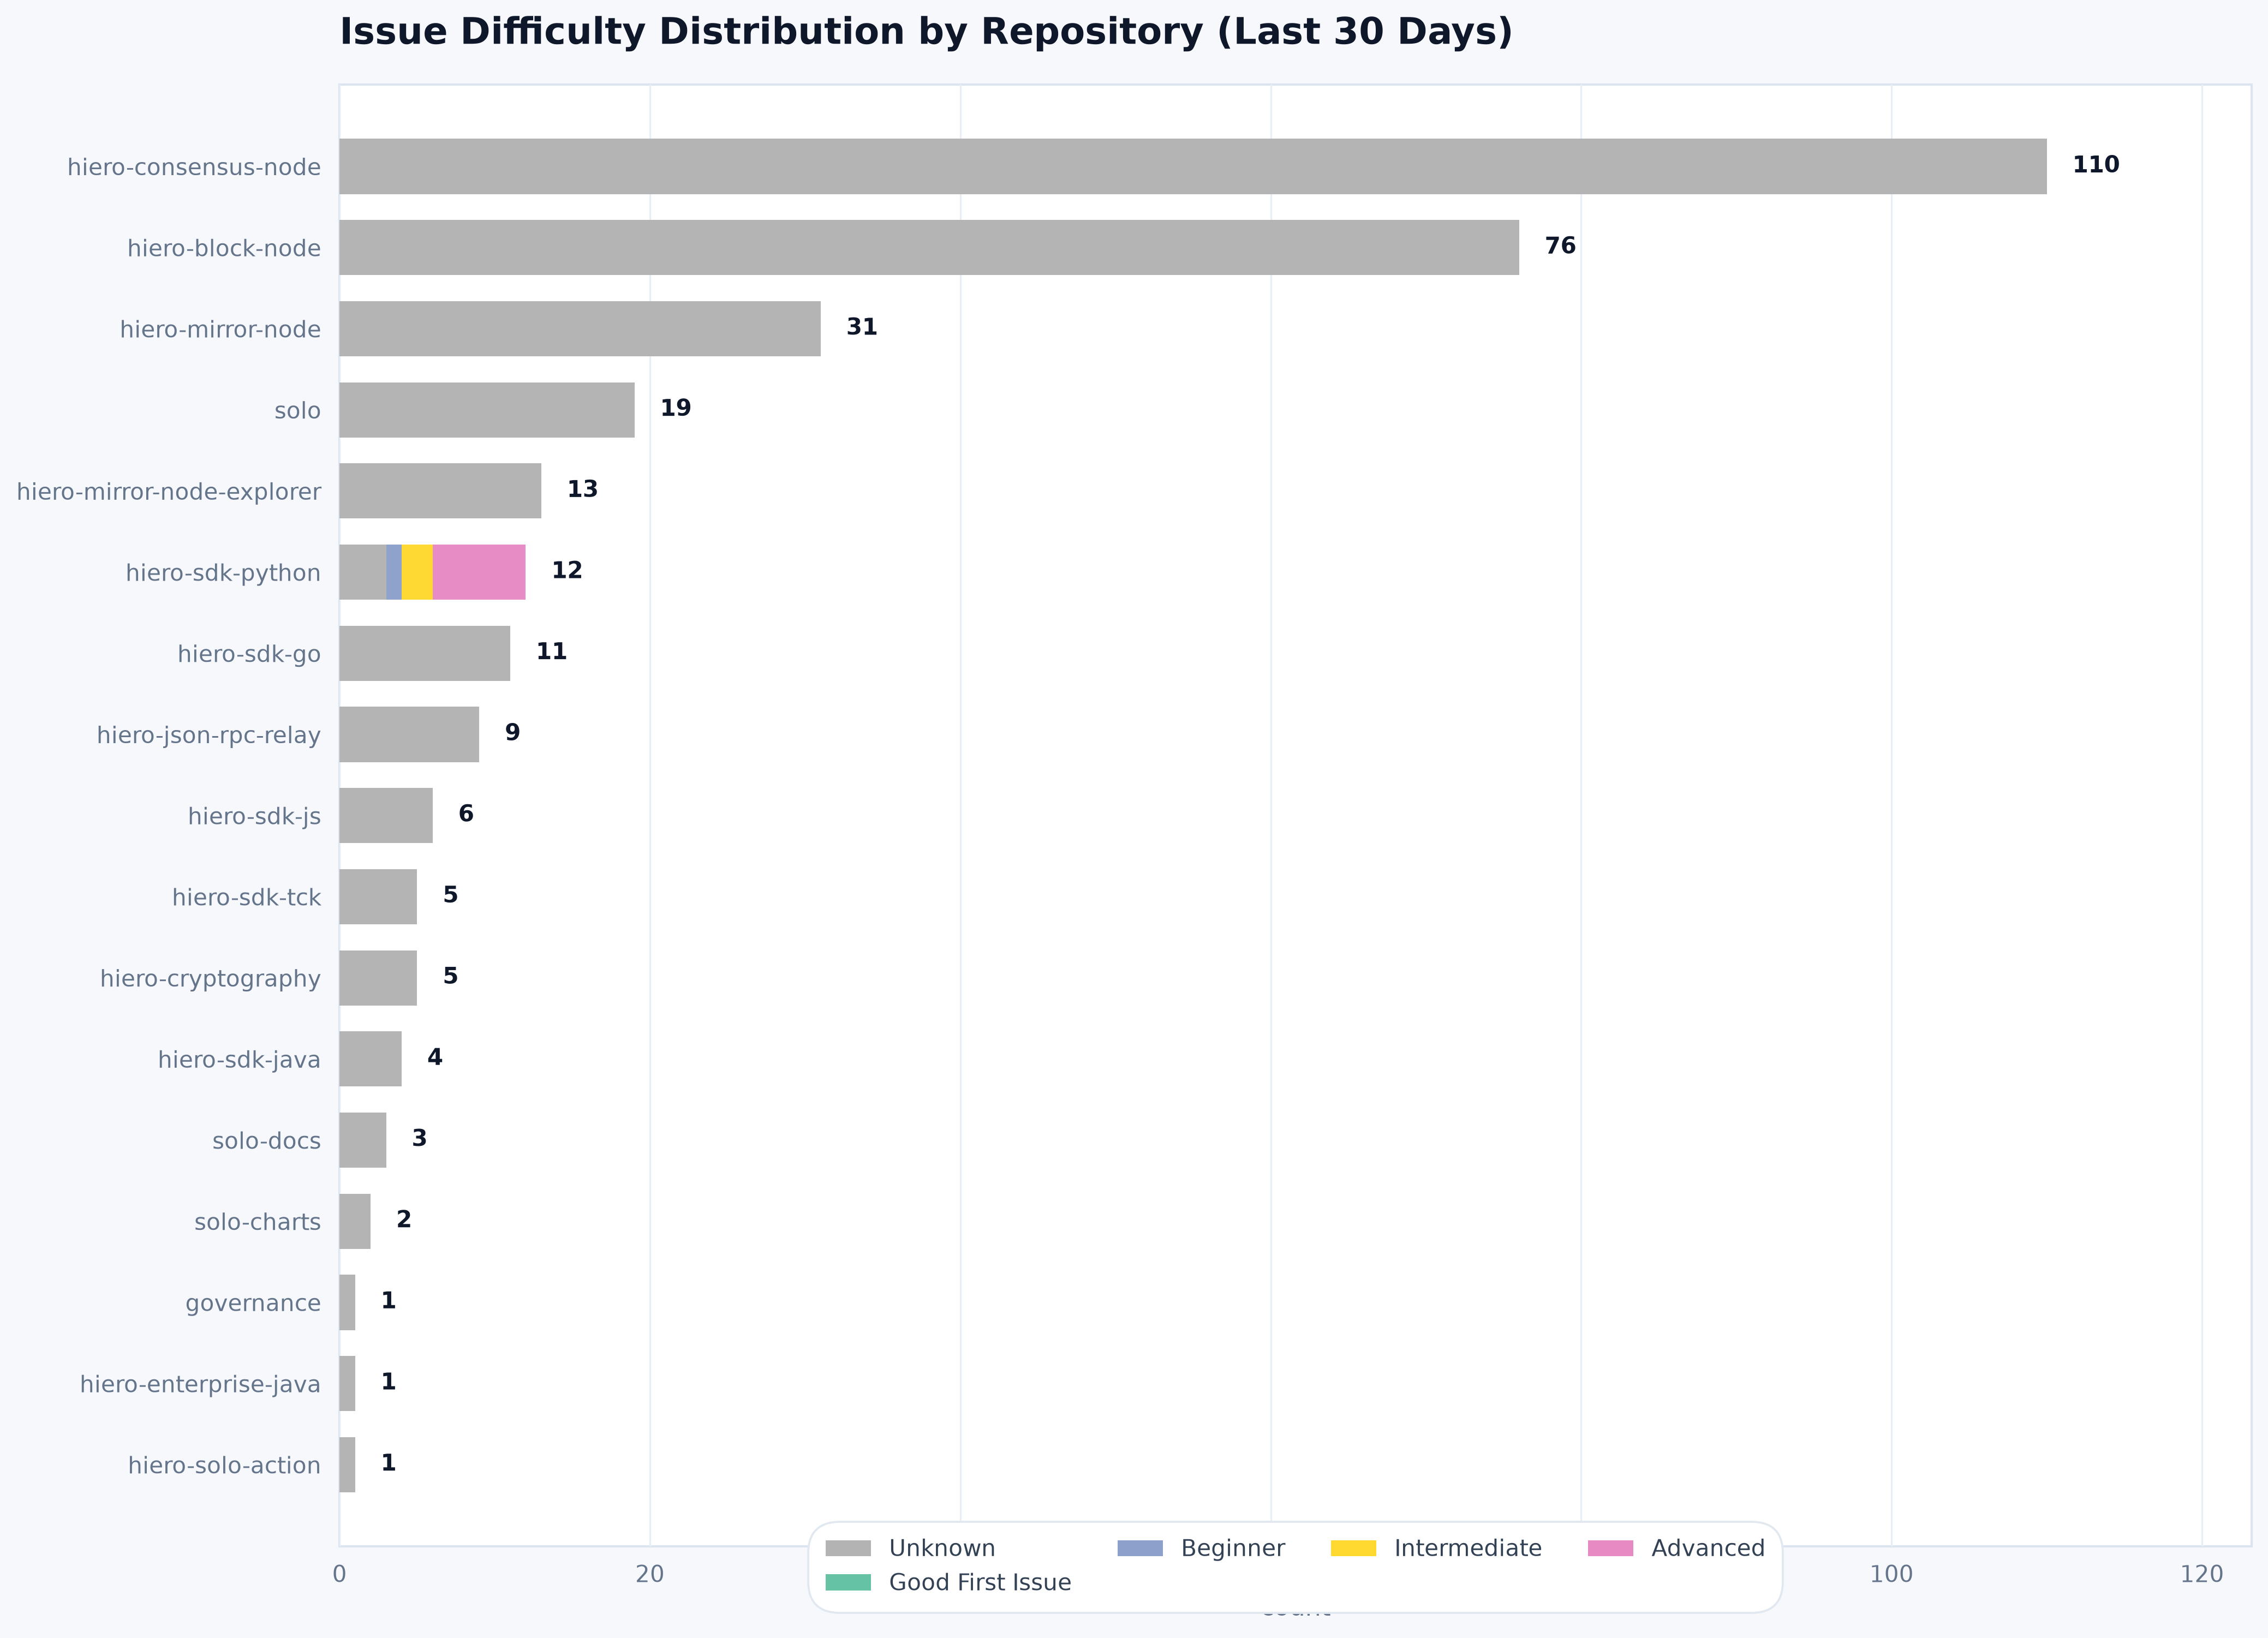 Issue Difficulty Distribution by Repository (Last 30 Days)
hiero-consensus-node 110
hiero-block-node 76
hiero-mirror-node 31
solo 19
hiero-mirror-node-explorer 13
hiero-sdk-python 12
hiero-sdk-go 11
hiero-json-rpc-relay 9
hiero-sdk-js 6
hiero-sdk-tck 5
hiero-cryptography 5
hiero-sdk-java 4
solo-docs 3
solo-charts 2
governance 1
hiero-enterprise-java 1
hiero-solo-action 1
Unknown Beginner Intermediate Advanced
Good First Issue
0 20 100 120